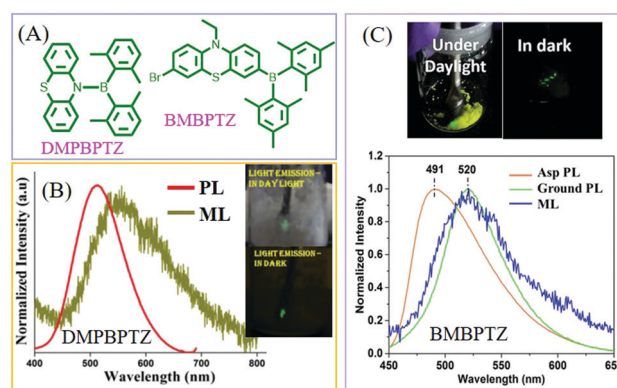 (A)
S
N
B
DMPBPTZ
Br
N
S
B
BMBPTZ
(B)
PL
ML
LIGHT EMISSION-
IN DAY LIGHT
LIGHT EMISSION-
IN DARK
DMPBPTZ
Normalized Intensity (a.u)
400 500 600 700 800
Wavelength (nm)
(C)
Under
Daylight
In dark
491 520
Asp PL
Ground PL
ML
1.0
0.8
0.6
0.4
0.2
0.0
Normalized Intensity
BMBPTZ
450 500 550 600 65
Wavelength (nm)